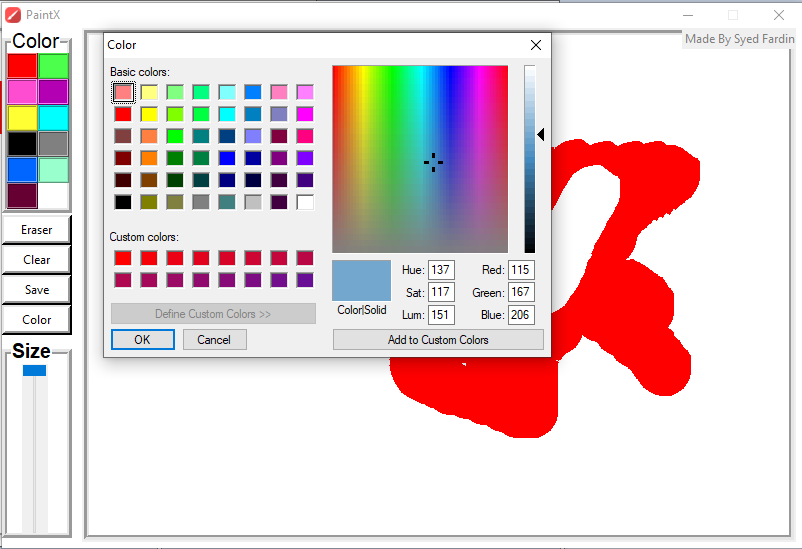 PaintX
Made By Syed Fardin
Color
Eraser
Clear
Save
Color
Size
Color
Basic colors:
Custom colors:
Define Custom Colors >>
OK Cancel
Color|Solid
Hue: 137 Red: 115
Sat: 117 Green: 167
Lum: 151 Blue: 206
Add to Custom Colors